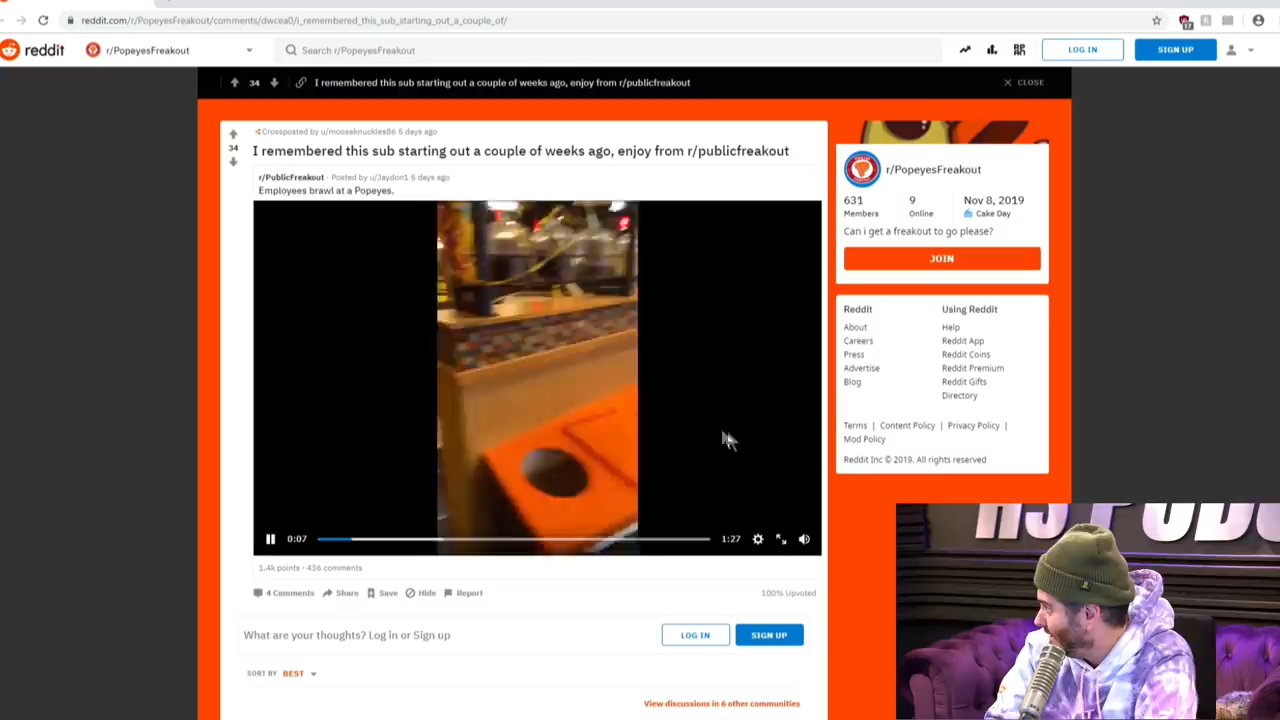 reddit.com/r/PopeyesFreakout/comments/dwcea0/i_remembered_this_sub_starting_out_a_couple_of/
17
reddit
r/PopeyesFreakout
Search r/PopeyesFreakout
LOG IN
SIGN UP
34
I remembered this sub starting out a couple of weeks ago, enjoy from r/publicfreakout
CLOSE
Crossposted by u/mooseknuckles86 5 days ago
34
I remembered this sub starting out a couple of weeks ago, enjoy from r/publicfreakout
r/PublicFreakout · Posted by u/Jaydon1 5 days ago
Employees brawl at a Popeyes.
0:07
1:27
1.4k points · 436 comments
4 Comments Share Save Hide Report
100% Upvoted
What are your thoughts? Log in or Sign up
LOG IN
SIGN UP
SORT BY BEST
View discussions in 6 other communities
r/PopeyesFreakout
631 9 Nov 8, 2019
Members Online Cake Day
Can i get a freakout to go please?
JOIN
Reddit Using Reddit
About Help
Careers Reddit App
Press Reddit Coins
Advertise Reddit Premium
Blog Reddit Gifts
Directory
Terms | Content Policy | Privacy Policy |
Mod Policy
Reddit Inc © 2019. All rights reserved